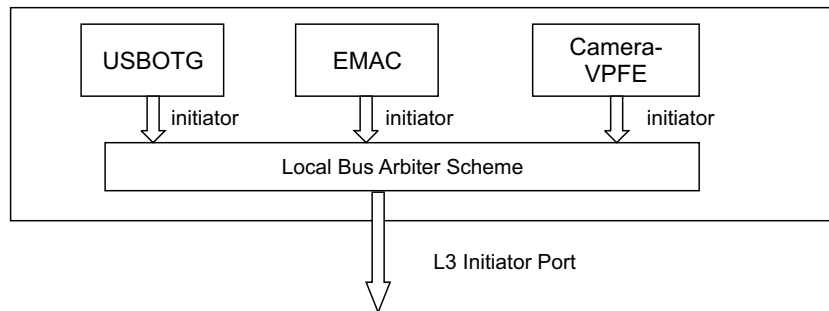 USBOTG
EMAC
Camera-
VPFE
initiator
initiator
initiator
Local Bus Arbiter Scheme
L3 Initiator Port